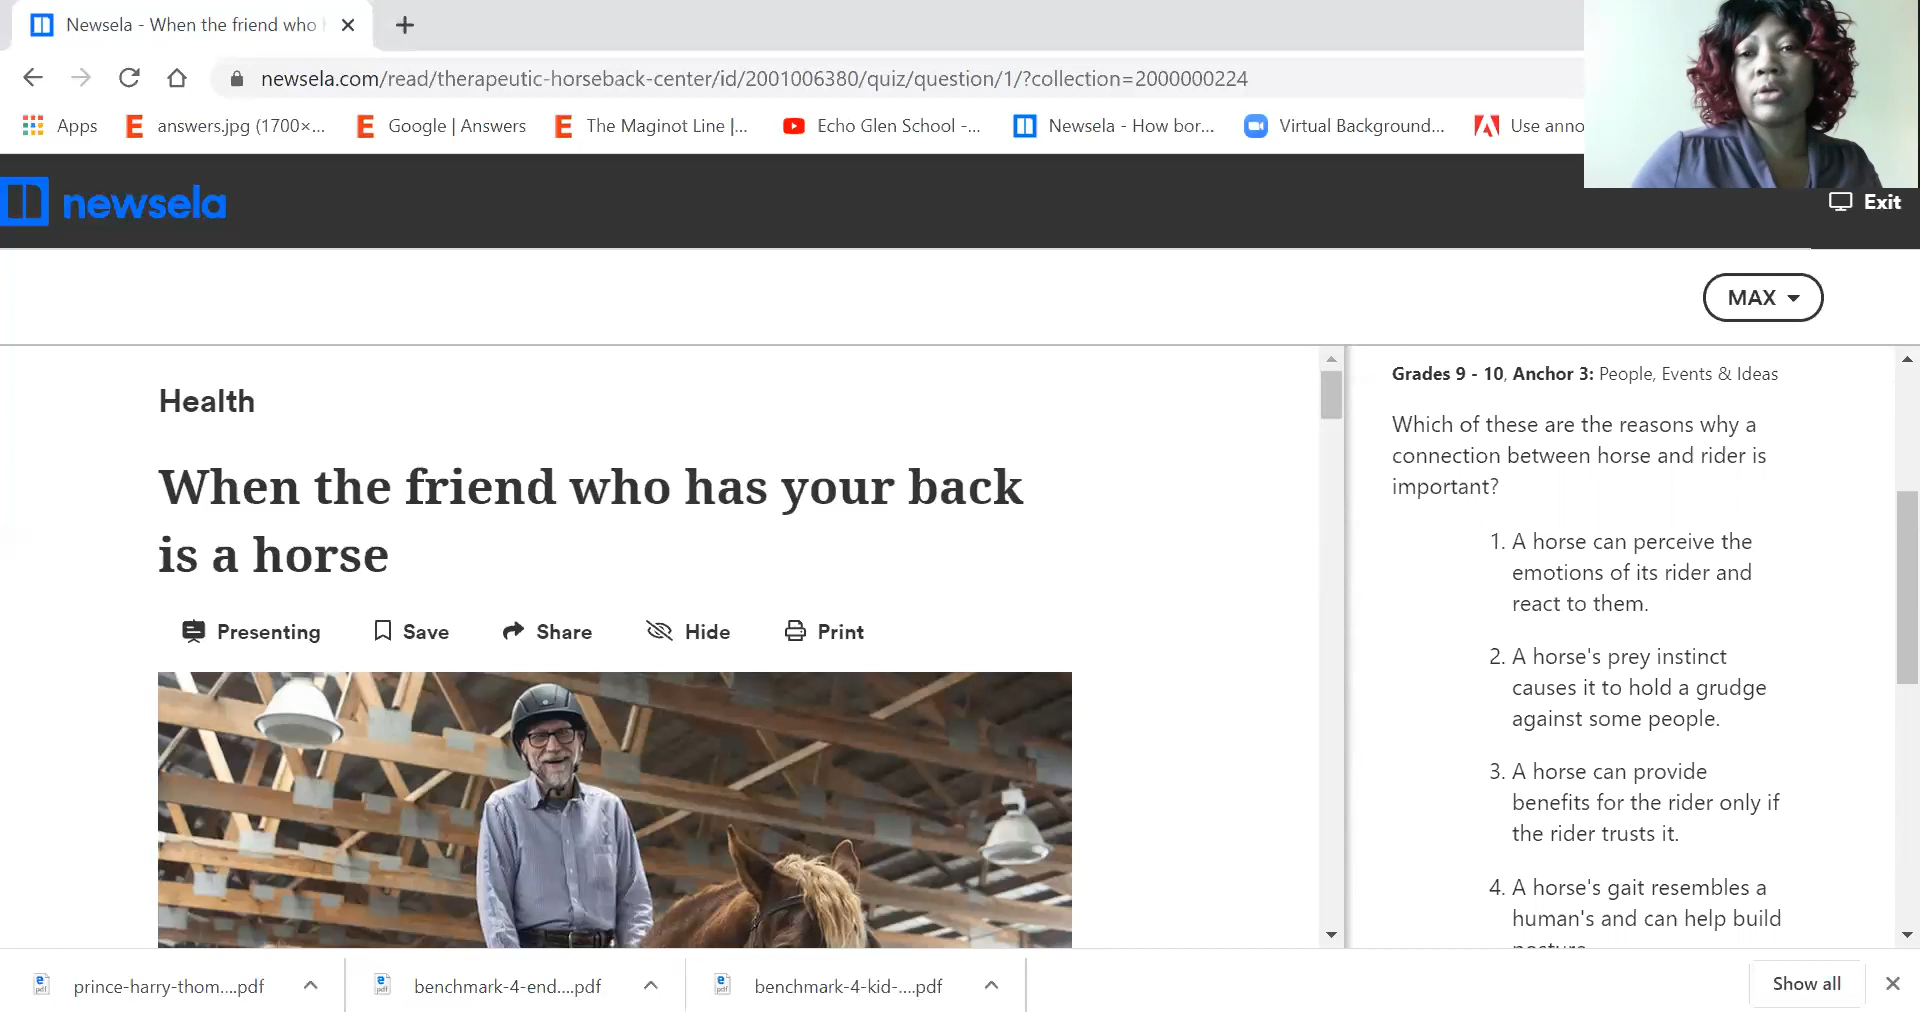 Newsela - When the friend who
newsela.com/read/therapeutic-horseback-center/id/2001006380/quiz/question/1/?collection=2000000224
Apps answers.jpg (1700×... Google | Answers The Maginot Line |... Echo Glen School -... Newsela - How bor... Virtual Background... Use anno
newsela
Exit
MAX
Health
When the friend who has your back
is a horse
Presenting Save Share Hide Print
Grades 9 - 10, Anchor 3: People, Events & Ideas
Which of these are the reasons why a
connection between horse and rider is
important?
1. A horse can perceive the
emotions of its rider and
react to them.
2. A horse's prey instinct
causes it to hold a grudge
against some people.
3. A horse can provide
benefits for the rider only if
the rider trusts it.
4. A horse's gait resembles a
human's and can help build
prince-harry-thom....pdf benchmark-4-end....pdf benchmark-4-kid-....pdf Show all